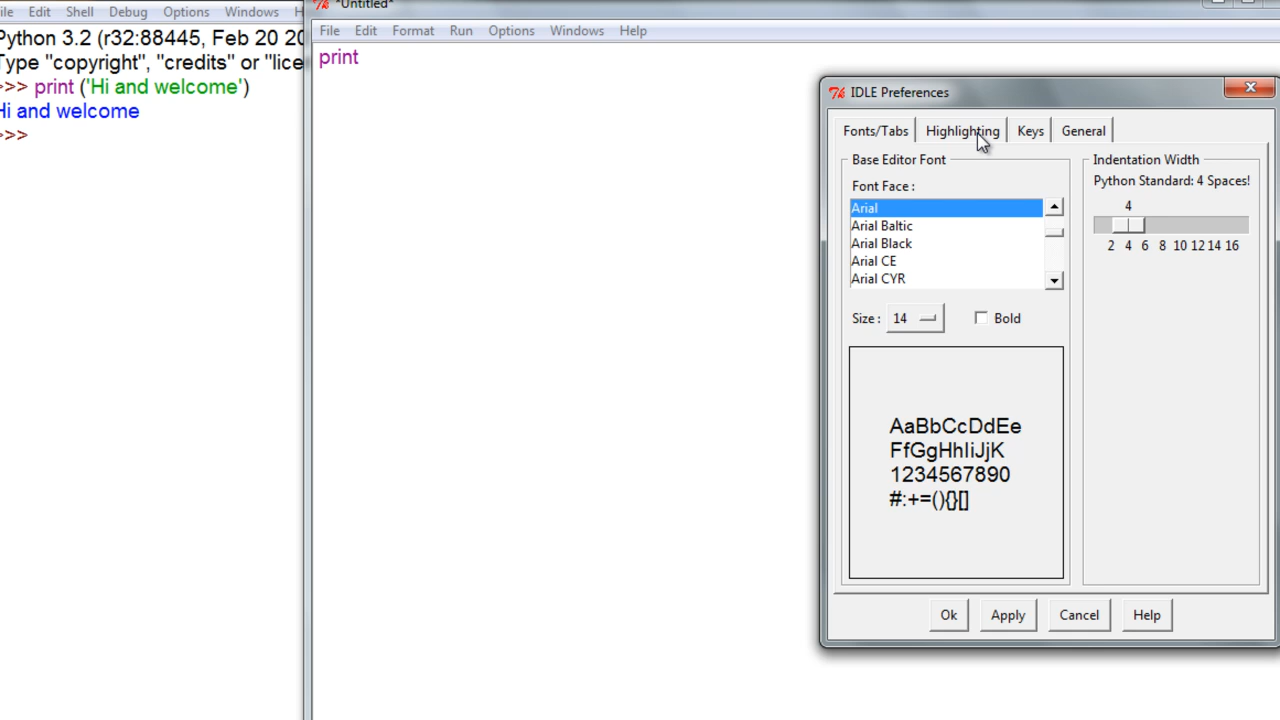 ile Edit Shell Debug Options Windows H
Python 3.2 (r32:88445, Feb 20 20
Type "copyright", "credits" or "lice
>>> print ('Hi and welcome')
Hi and welcome
>>>
*Untitled*
File Edit Format Run Options Windows Help
print
IDLE Preferences
Fonts/Tabs Highlighting Keys General
Base Editor Font
Font Face :
Arial
Arial Baltic
Arial Black
Arial CE
Arial CYR
Size : 14 Bold
AaBbCcDdEe
FfGgHhIiJjK
1234567890
#:+=(){}[]
Indentation Width
Python Standard: 4 Spaces!
4
2 4 6 8 10 12 14 16
Ok Apply Cancel Help